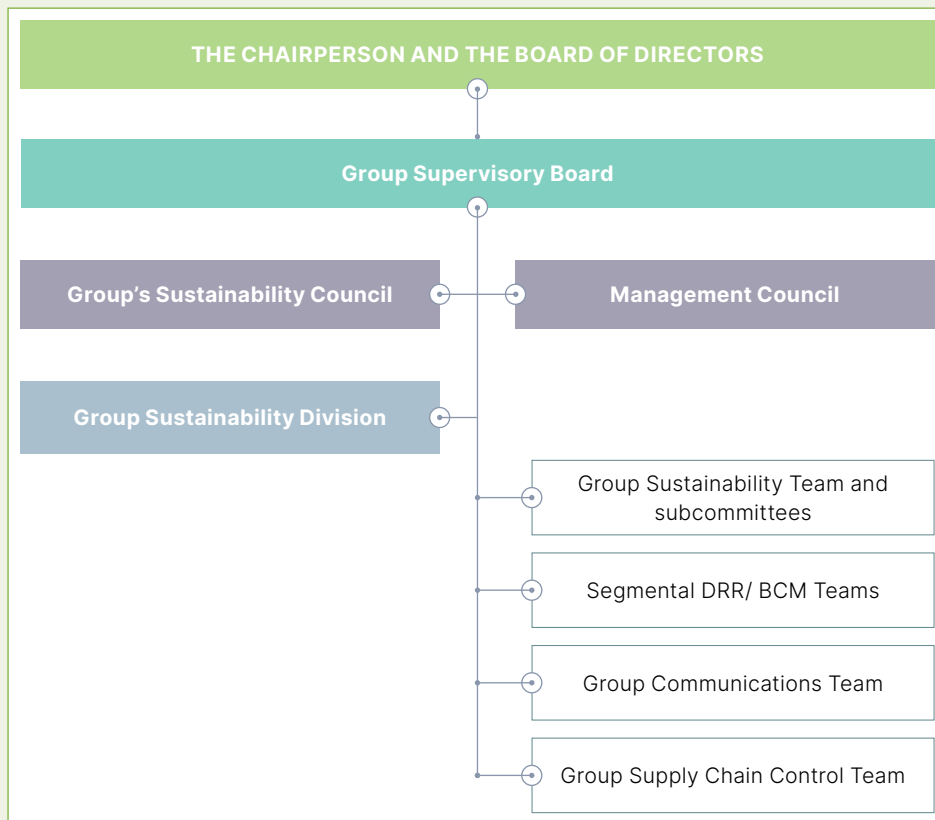 THE CHAIRPERSON AND THE BOARD OF DIRECTORS
Group Supervisory Board
Group’s Sustainability Council
Management Council
Group Sustainability Division
Group Sustainability Team and
subcommittees
Segmental DRR/ BCM Teams
Group Communications Team
Group Supply Chain Control Team